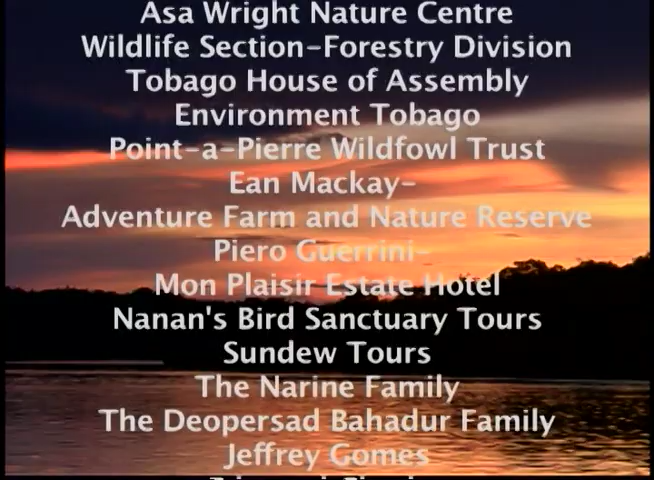 Asa Wright Nature Centre
Wildlife Section-Forestry Division
Tobago House of Assembly
Environment Tobago
Point-a-Pierre Wildfowl Trust
Ean Mackay-
Adventure Farm and Nature Reserve
Piero Guerrini-
Mon Plaisir Estate Hotel
Nanan's Bird Sanctuary Tours
Sundew Tours
The Narine Family
The Deopersad Bahadur Family
Jeffrey Gomes